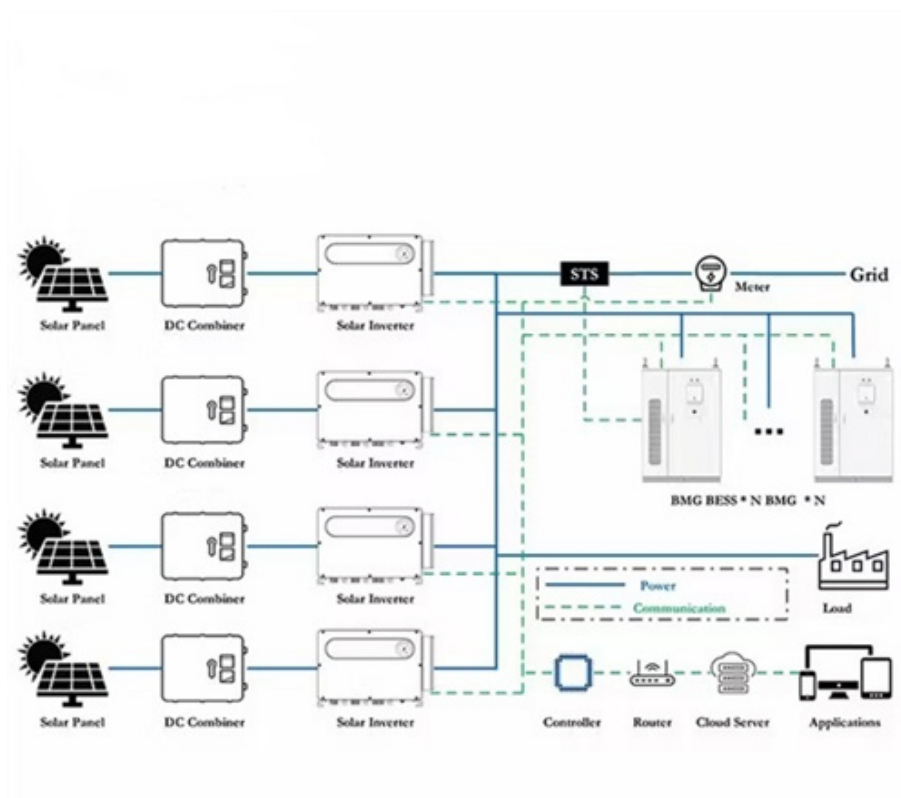 STS
Grid
Meter
Solar Panel DC Combiner Solar Inverter
Solar Panel DC Combiner Solar Inverter
BMG BESS * N BMG * N
Solar Panel DC Combiner Solar Inverter
Power
Communication
Load
Solar Panel DC Combiner Solar Inverter
Controller Router Cloud Server Applications